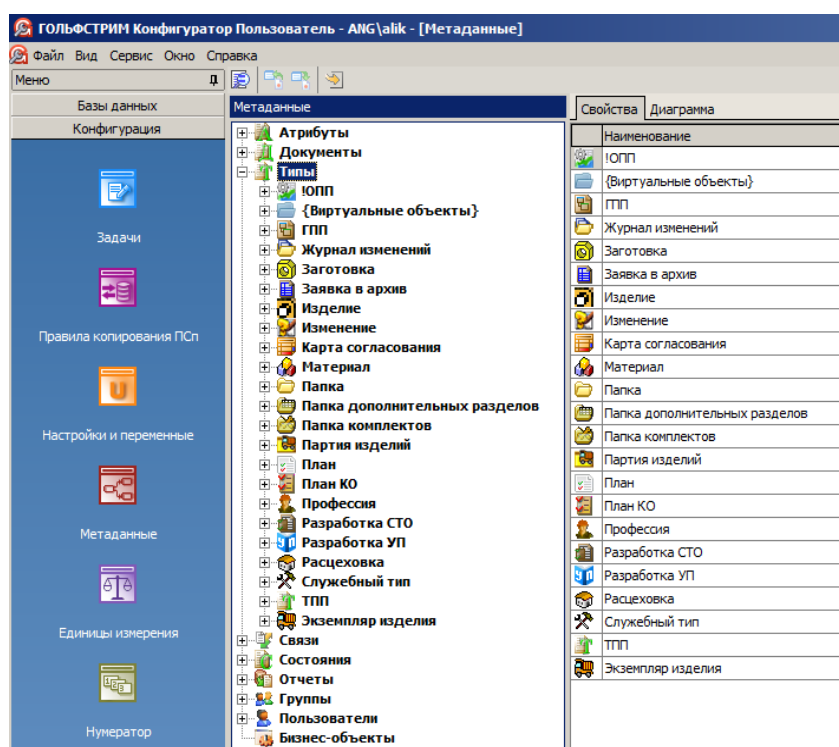 ГОЛЬФСТРИМ Конфигуратор Пользователь - ANG\alik - [Метаданные]
Файл Вид Сервис Окно Справка
Меню
Базы данных
Конфигурация
Задачи
Правила копирования ПСп
Настройки и переменные
Метаданные
Единицы измерения
Нумератор
Метаданные
Атрибуты
Документы
Типы
!ОПП
{Виртуальные объекты}
ГПП
Журнал изменений
Заготовка
Заявка в архив
Изделие
Изменение
Карта согласования
Материал
Папка
Папка дополнительных разделов
Папка комплектов
Партия изделий
План
План КО
Профессия
Разработка СТО
Разработка УП
Расцеховка
Служебный тип
ТПП
Экземпляр изделия
Связи
Состояния
Отчеты
Группы
Пользователи
Бизнес-объекты
Свойства Диаграмма
Наименование
!ОПП
{Виртуальные объекты}
ГПП
Журнал изменений
Заготовка
Заявка в архив
Изделие
Изменение
Карта согласования
Материал
Папка
Папка дополнительных разделов
Папка комплектов
Партия изделий
План
План КО
Профессия
Разработка СТО
Разработка УП
Расцеховка
Служебный тип
ТПП
Экземпляр изделия